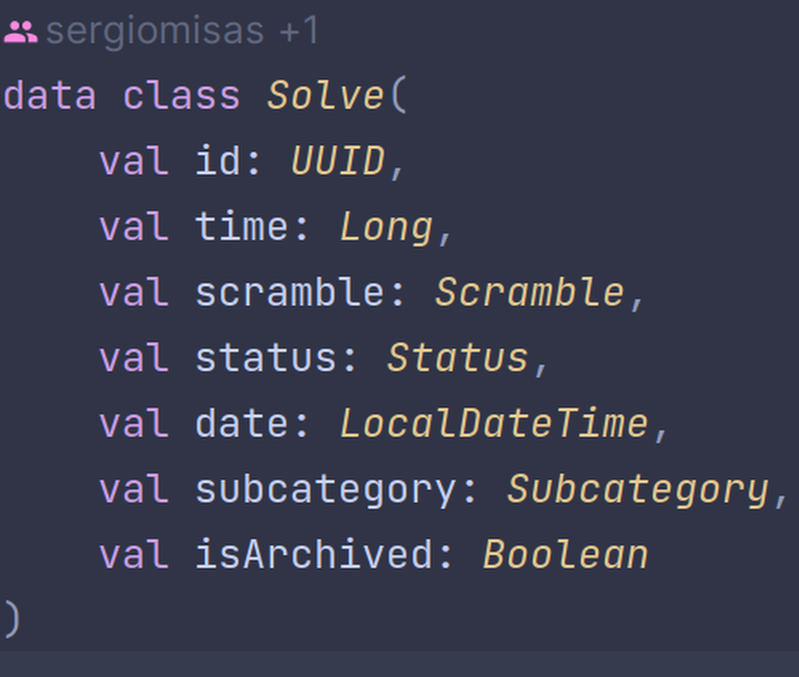 sergiomisas +1
data class Solve(
    val id: UUID,
    val time: Long,
    val scramble: Scramble,
    val status: Status,
    val date: LocalDateTime,
    val subcategory: Subcategory,
    val isArchived: Boolean
)